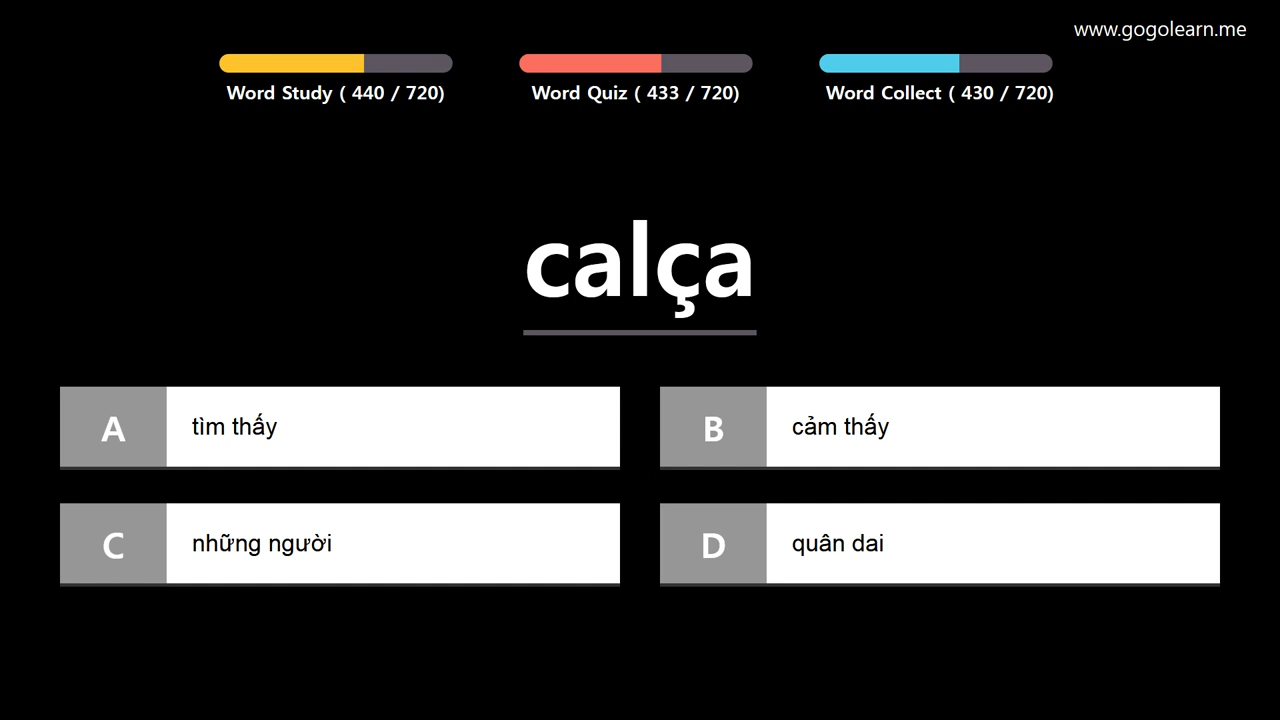 www.gogolearn.me
Word Study ( 440 / 720)
Word Quiz ( 433 / 720)
Word Collect ( 430 / 720)
calça
A
tìm thấy
B
cảm thấy
C
những người
D
quân dai